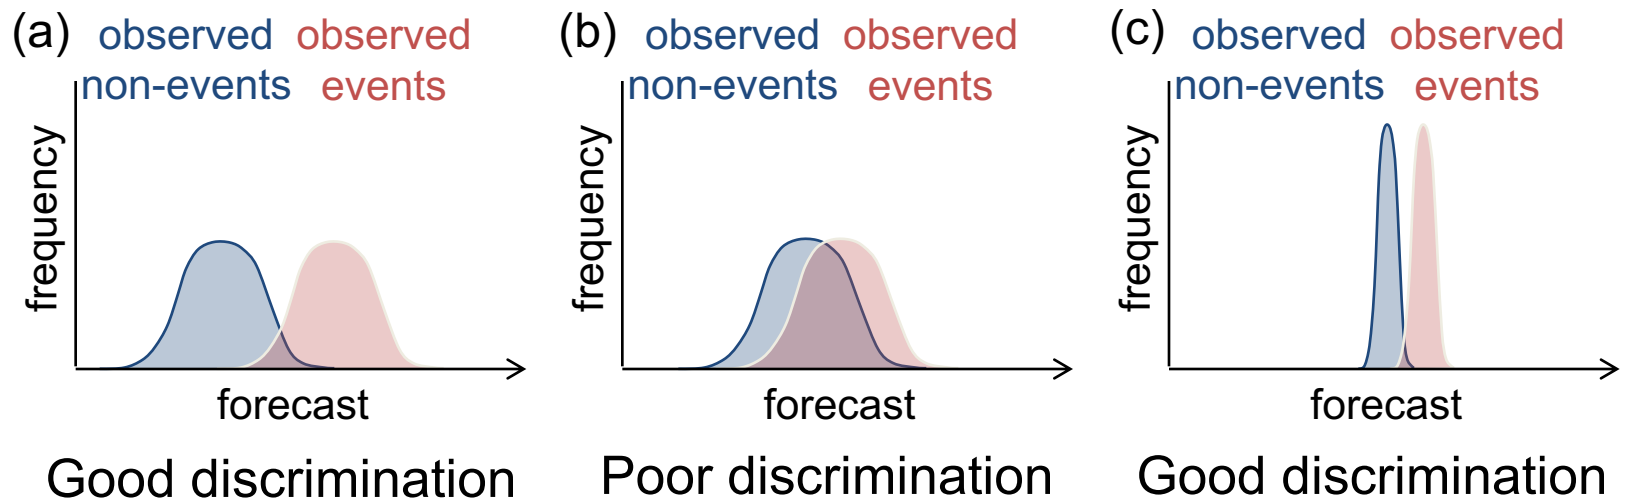 (a) observed observed
non-events events
frequency
forecast
Good discrimination
(b) observed observed
non-events events
frequency
forecast
Poor discrimination
(c) observed observed
non-events events
frequency
forecast
Good discrimination